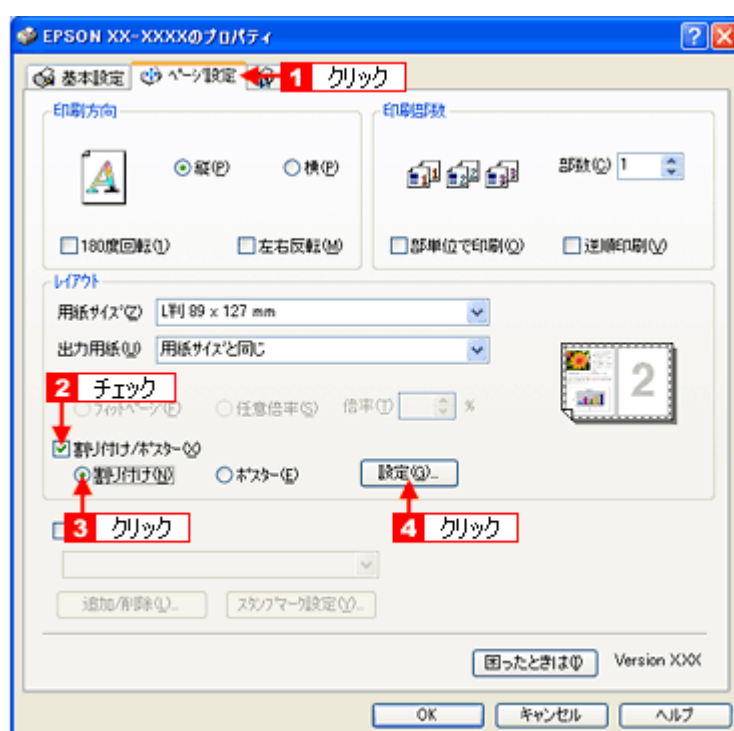 EPSON XX-XXXXのプロパティ
基本設定 ページ設定 1 クリック
印刷方向
縦(P) 横(P)
180度回転(1) 左右反転(M)
印刷部数
部数(C) 1
部単位で印刷(O) 逆順印刷(V)
レイアウト
用紙サイズ(Z) L判 89 x 127 mm
出力用紙(U) 用紙サイズと同じ
2 チェック
フィットページ(F) 任意倍率(S) 倍率(T) %
2
割り付け/ポスター(X)
割り付け(N) ポスター(E) 設定(G)...
3 クリック 4 クリック
追加/削除(L)... スタンプマーク設定(Y)...
困ったときは(I) Version X.XX
OK キャンセル ヘルプ